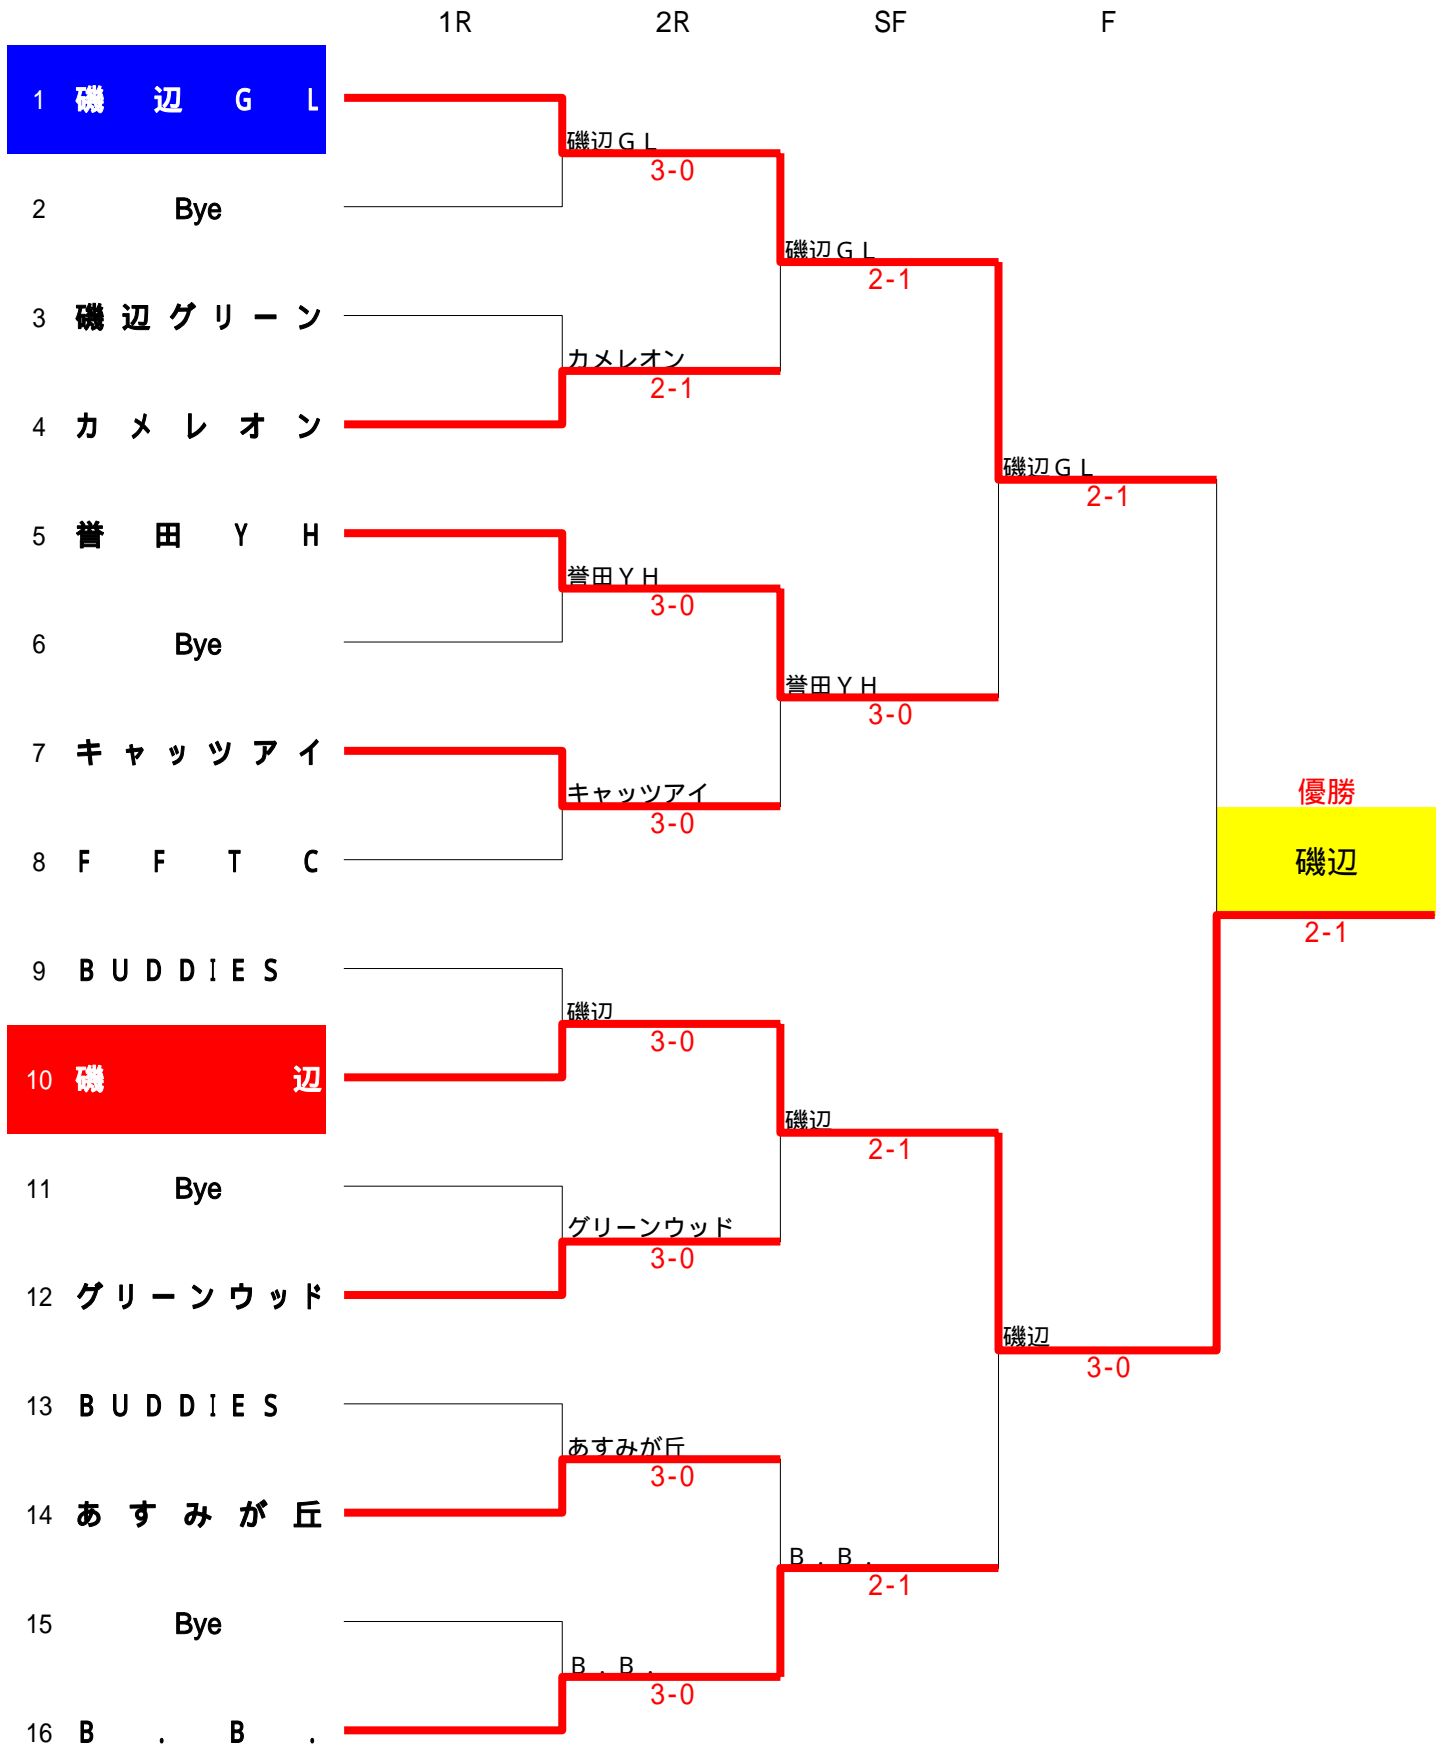 1R 2R SF F
1 磯辺GL
磯辺GL
3-0
2 Bye
磯辺GL
2-1
3 磯辺グリーン
カメレオン
2-1
4 カメレオン
磯辺GL
2-1
5 誉田YH
誉田YH
3-0
6 Bye
誉田YH
3-0
7 キャッツアイ
キャッツアイ
3-0
優勝
8 FFTC
磯辺
2-1
9 BUDDIES
磯辺
3-0
10 磯辺
磯辺
2-1
11 Bye
グリーンウッド
3-0
12 グリーンウッド
磯辺
3-0
13 BUDDIES
あすみが丘
3-0
14 あすみが丘
B.B.
2-1
15 Bye
B.B.
3-0
16 B.B.